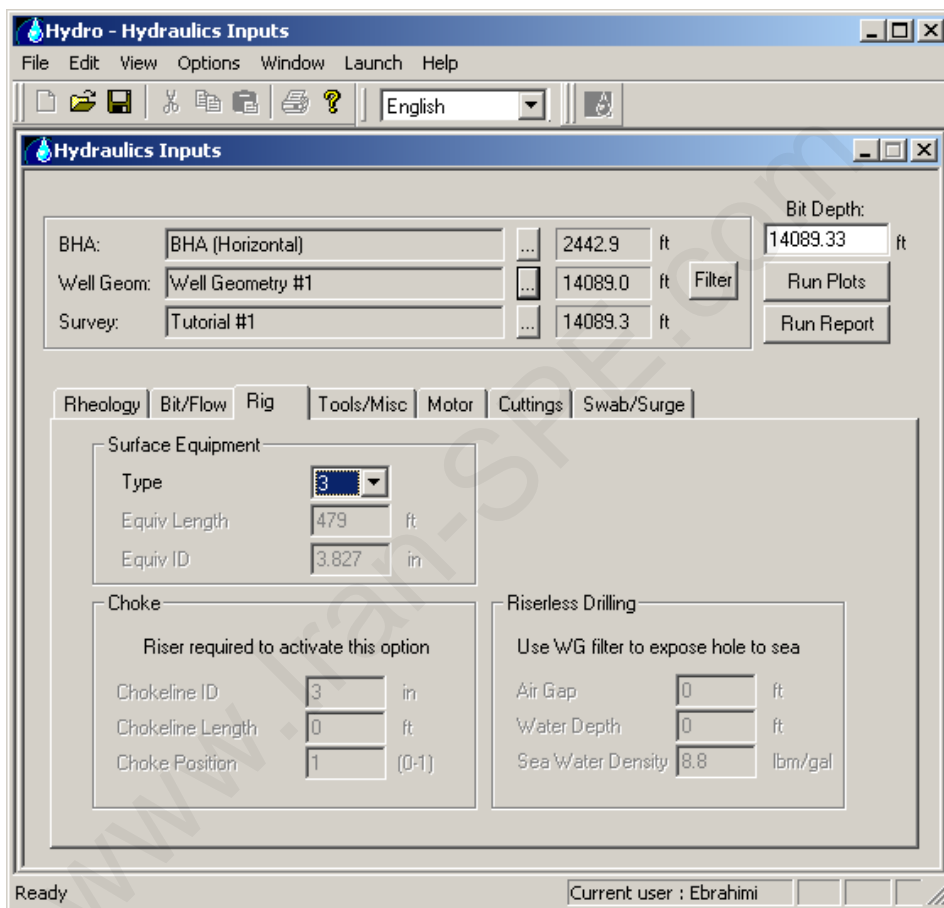 Hydro - Hydraulics Inputs
File Edit View Options Window Launch Help
English
Hydraulics Inputs
Bit Depth:
BHA: BHA (Horizontal) ... 2442.9 ft 14089.33 ft
Well Geom: Well Geometry #1 ... 14089.0 ft Filter Run Plots
Survey: Tutorial #1 ... 14089.3 ft Run Report
Rheology Bit/Flow Rig Tools/Misc Motor Cuttings Swab/Surge
Surface Equipment
Type 3
Equiv Length 479 ft
Equiv ID 3.827 in
Choke
Riser required to activate this option
Chokeline ID 3 in
Chokeline Length 0 ft
Choke Position 1 (0-1)
Riserless Drilling
Use WG filter to expose hole to sea
Air Gap 0 ft
Water Depth 0 ft
Sea Water Density 8.8 lbm/gal
Ready Current user : Ebrahimi
www.Iran-SPE.com